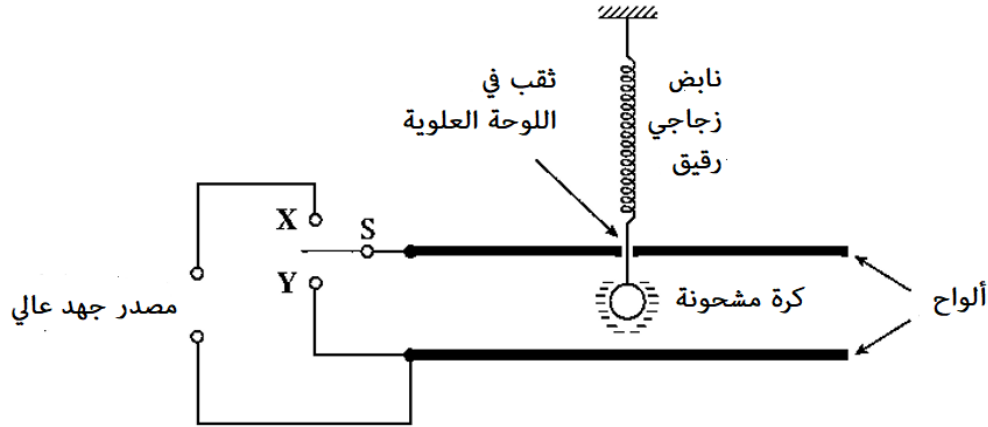 ثقب في
اللوحة العلوية
نابض
زجاجي
رقيق
X
S
Y
مصدر جهد عالي
كرة مشحونة
ألواح